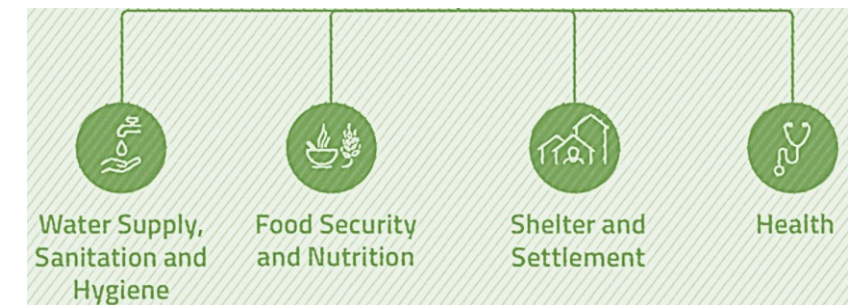 Water Supply,
Sanitation and
Hygiene
Food Security
and Nutrition
Shelter and
Settlement
Health